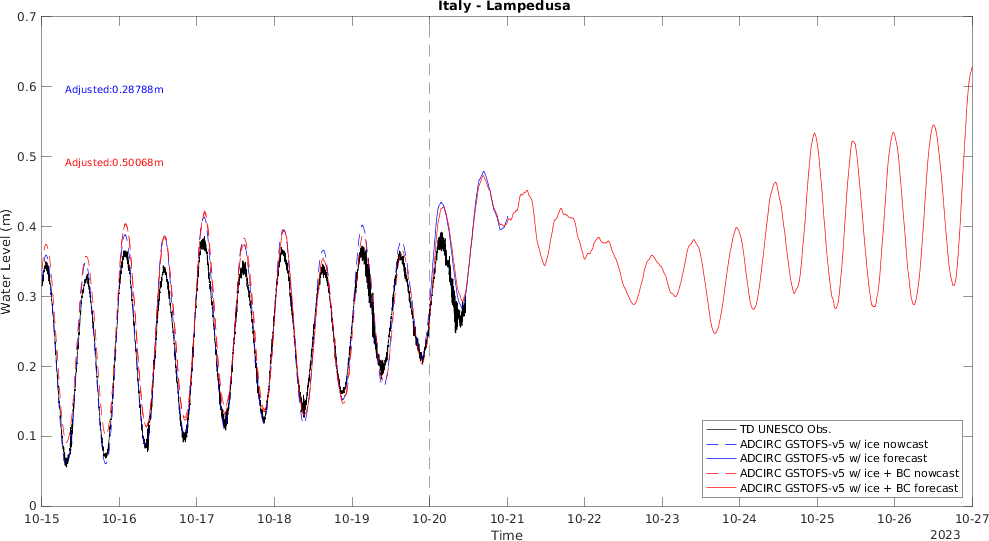 Italy - Lampedusa
0.7
0.6
0.5
0.4
0.3
0.2
0.1
0
Water Level (m)
Adjusted:0.28788m
Adjusted:0.50068m
TD UNESCO Obs.
ADCIRC GSTOFS-v5 w/ ice nowcast
ADCIRC GSTOFS-v5 w/ ice forecast
ADCIRC GSTOFS-v5 w/ ice + BC nowcast
ADCIRC GSTOFS-v5 w/ ice + BC forecast
10-15 10-16 10-17 10-18 10-19 10-20 10-21 10-22 10-23 10-24 10-25 10-26 10-27
Time
2023